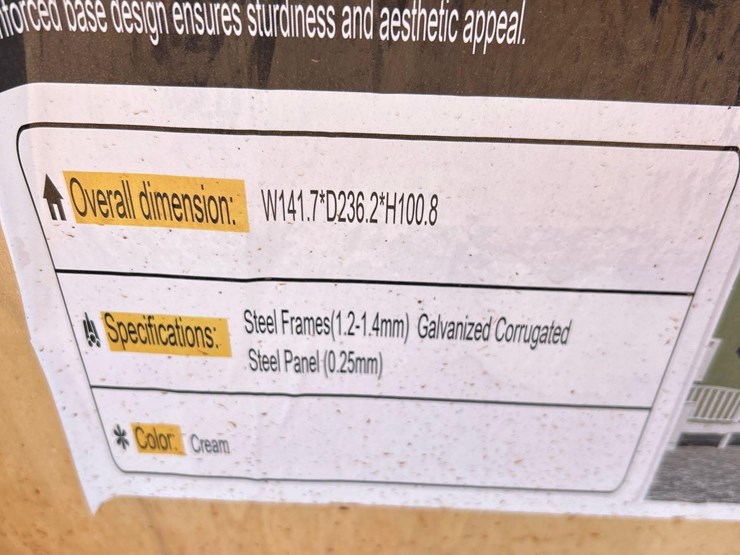 base design ensures sturdiness and aesthetic appeal.
Overall dimension: W141.7*D236.2*H100.8
Specifications: Steel Frames(1.2-1.4mm) Galvanized Corrugated
Steel Panel (0.25mm)
Color: Cream